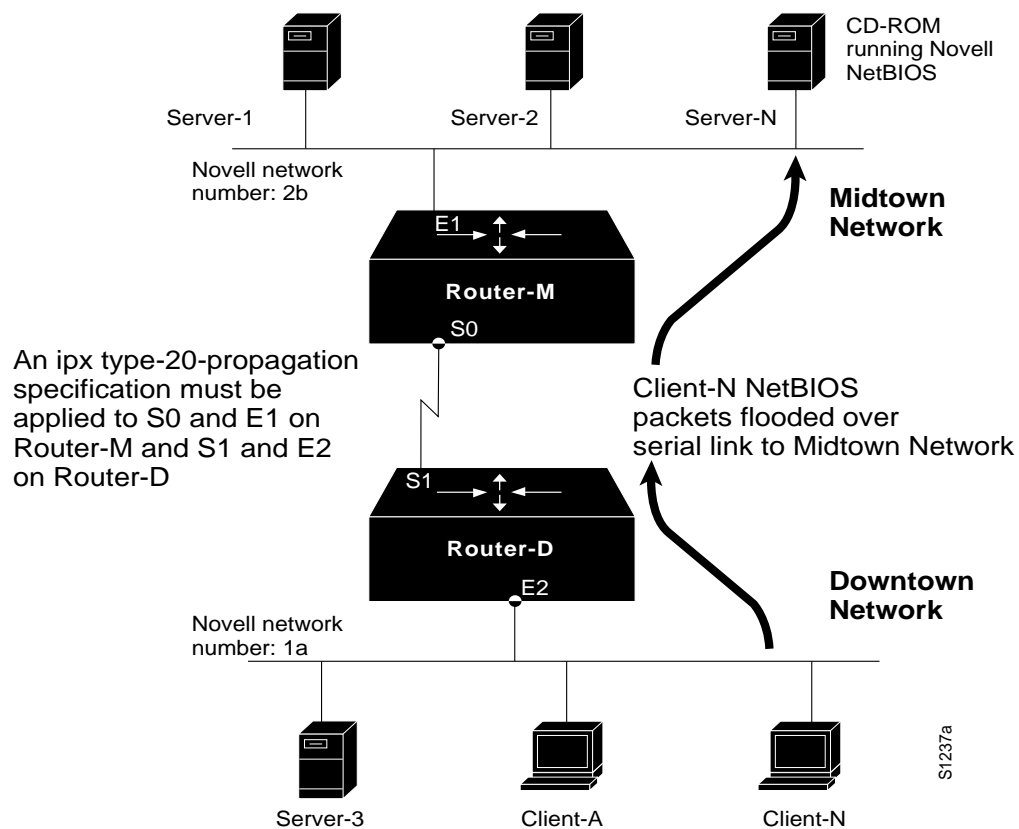 CD-ROM
running Novell
NetBIOS
Server-1
Server-2
Server-N
Novell network
number: 2b
Midtown
Network
E1
Router-M
S0
An ipx type-20-propagation
specification must be
applied to S0 and E1 on
Router-M and S1 and E2
on Router-D
Client-N NetBIOS
packets flooded over
serial link to Midtown Network
S1
Router-D
E2
Downtown
Network
Novell network
number: 1a
Server-3
Client-A
Client-N
S1237a